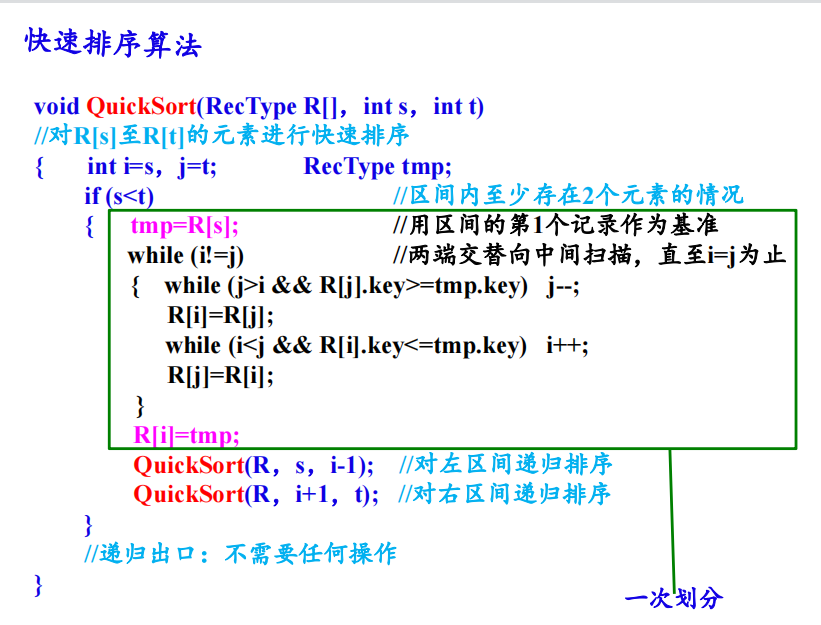 快速排序算法
void QuickSort(RecType R[]，int s，int t)
//对R[s]至R[t]的元素进行快速排序
{ int i=s，j=t; RecType tmp;
if (s<t) //区间内至少存在2个元素的情况
{ tmp=R[s]; //用区间的第1个记录作为基准
while (i!=j) //两端交替向中间扫描，直至i=j为止
{ while (j>i && R[j].key>=tmp.key) j--;
R[i]=R[j];
while (i<j && R[i].key<=tmp.key) i++;
R[j]=R[i];
}
R[i]=tmp;
QuickSort(R，s，i-1); //对左区间递归排序
QuickSort(R，i+1，t); //对右区间递归排序
}
//递归出口：不需要任何操作
}
一次划分